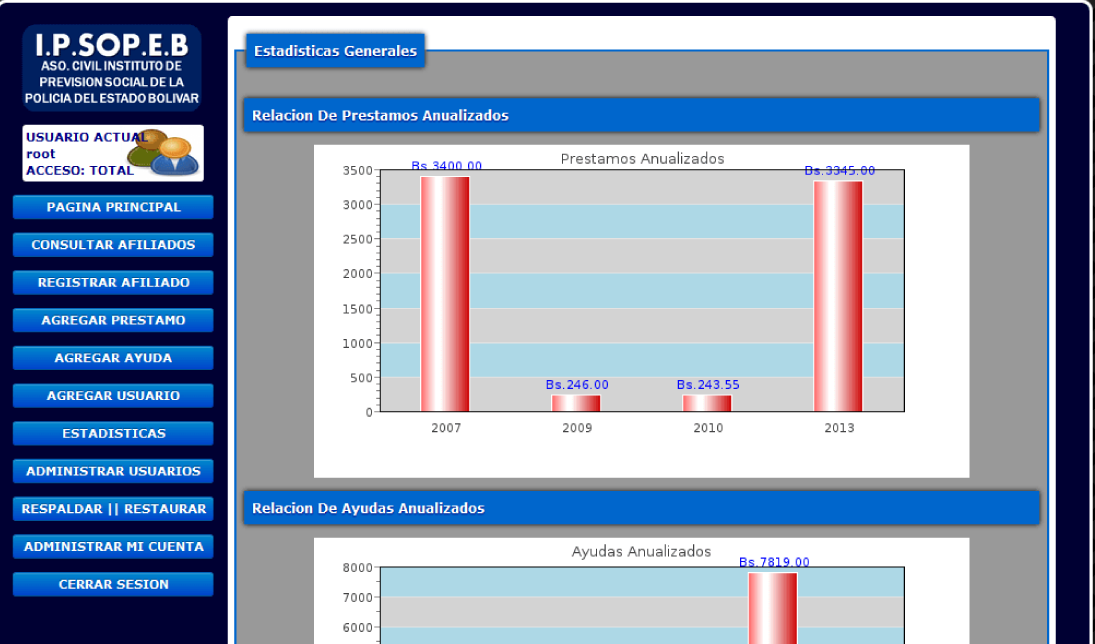 I.P.SOP.E.B
ASO. CIVIL INSTITUTO DE
PREVISION SOCIAL DE LA
POLICIA DEL ESTADO BOLIVAR
USUARIO ACTUAL
root
ACCESO: TOTAL
PAGINA PRINCIPAL
CONSULTAR AFILIADOS
REGISTRAR AFILIADO
AGREGAR PRESTAMO
AGREGAR AYUDA
AGREGAR USUARIO
ESTADISTICAS
ADMINISTRAR USUARIOS
RESPALDAR || RESTAURAR
ADMINISTRAR MI CUENTA
CERRAR SESION
Estadisticas Generales
Relacion De Prestamos Anualizados
Prestamos Anualizados
Bs.3400.00
Bs.3345.00
3500
3000
2500
2000
1500
1000
500
0
Bs.246.00
Bs.243.55
2007
2009
2010
2013
Relacion De Ayudas Anualizados
Ayudas Anualizados
Bs.7819.00
8000
7000
6000